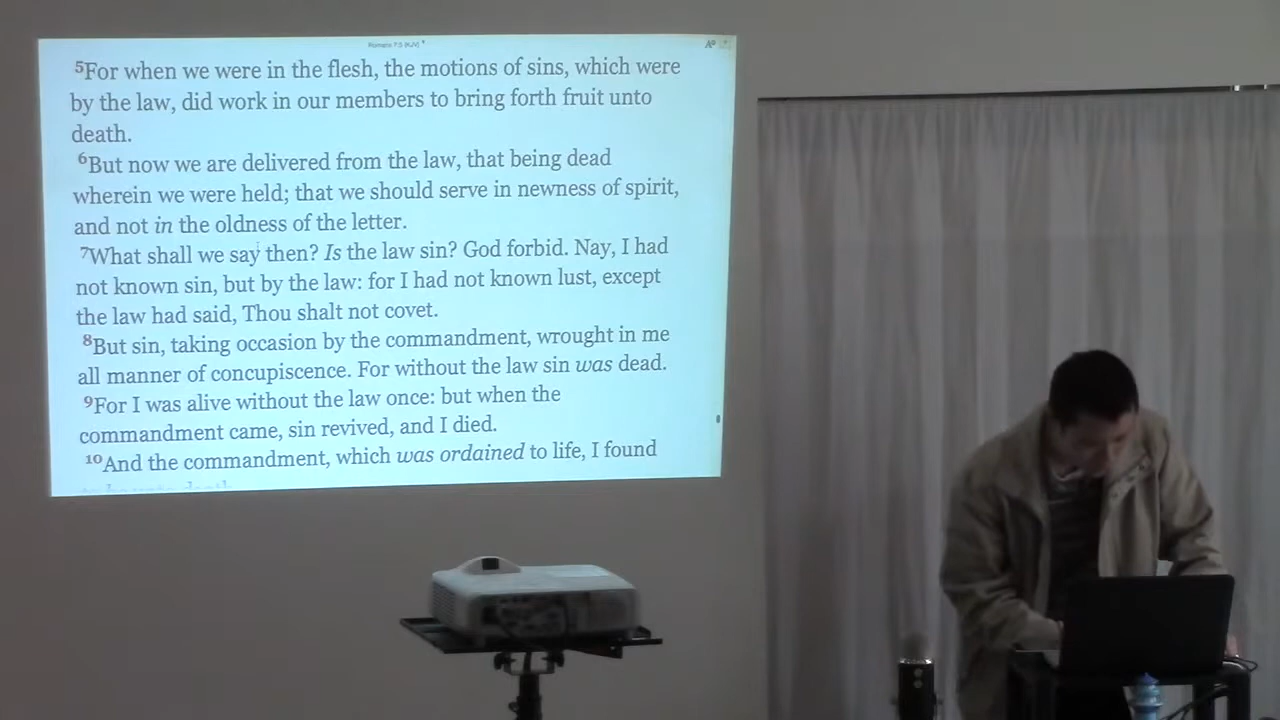 Romans 7:5 (KJV)
⁵For when we were in the flesh, the motions of sins, which were
by the law, did work in our members to bring forth fruit unto
death.
⁶But now we are delivered from the law, that being dead
wherein we were held; that we should serve in newness of spirit,
and not in the oldness of the letter.
⁷What shall we say then? Is the law sin? God forbid. Nay, I had
not known sin, but by the law: for I had not known lust, except
the law had said, Thou shalt not covet.
⁸But sin, taking occasion by the commandment, wrought in me
all manner of concupiscence. For without the law sin was dead.
⁹For I was alive without the law once: but when the
commandment came, sin revived, and I died.
¹⁰And the commandment, which was ordained to life, I found